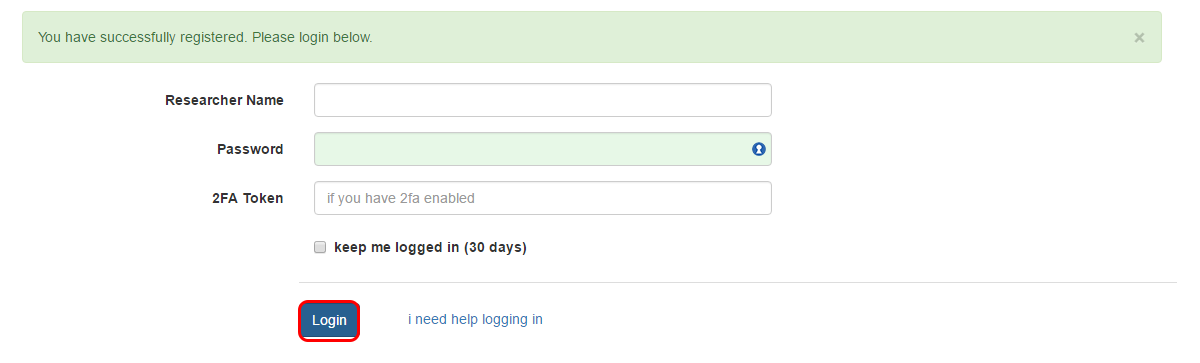 You have successfully registered. Please login below. ×
Researcher Name
Password
2FA Token if you have 2fa enabled
keep me logged in (30 days)
Login i need help logging in